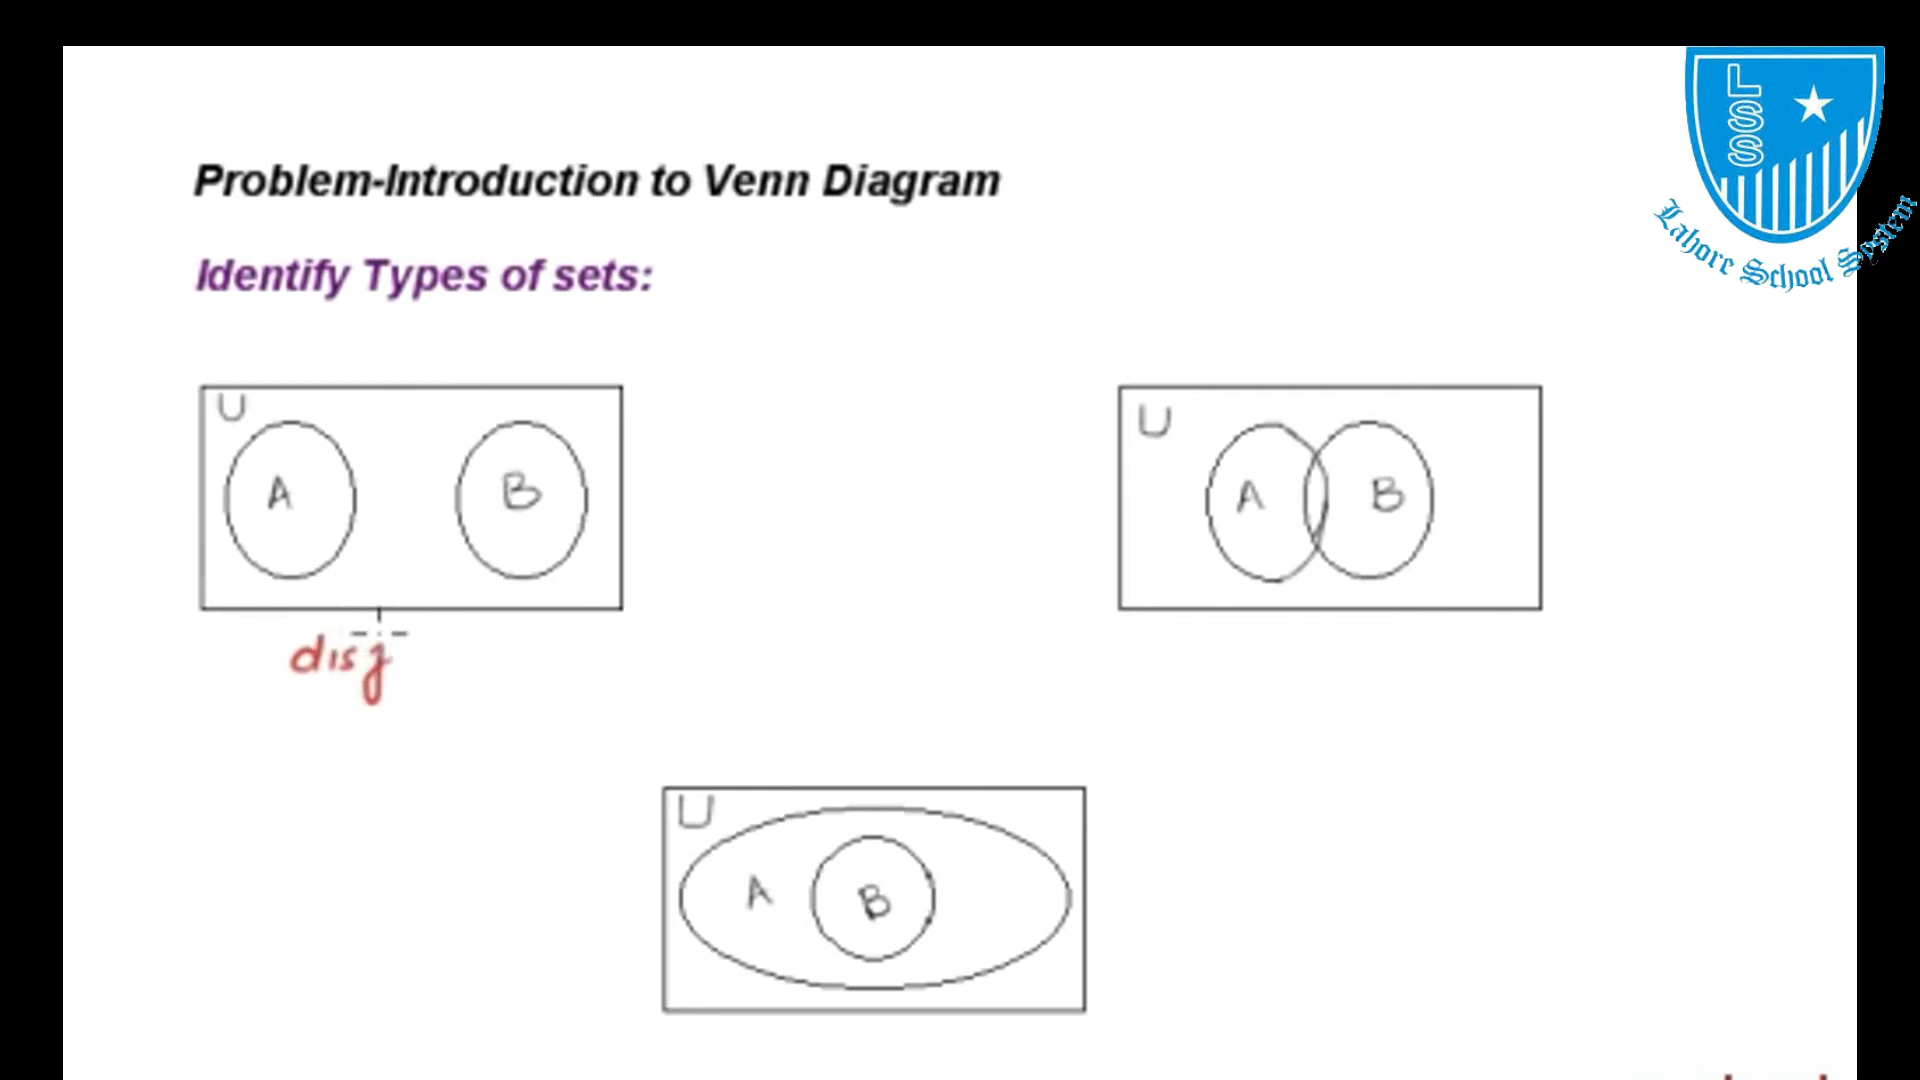 LSS
Lahore School System
Problem-Introduction to Venn Diagram
Identify Types of sets:
U
A
B
U
A
B
disj
U
A
B